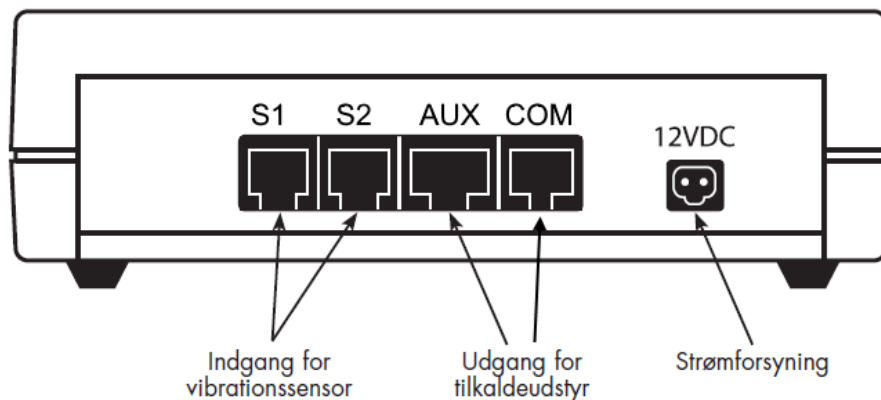 S1 S2 AUX COM
12VDC
Indgang for
vibrationssensor
Udgang for
tilkaldeudstyr
Strømforsyning